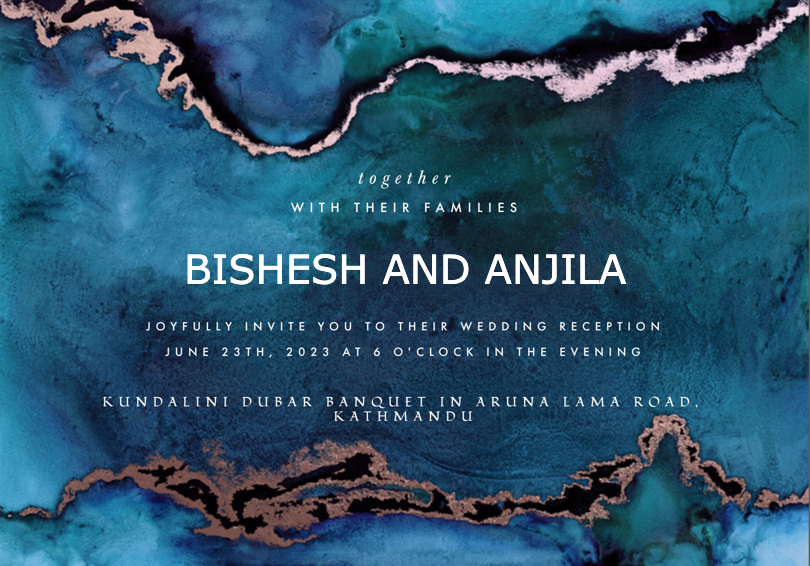 together
WITH THEIR FAMILIES
BISHESH AND ANJILA
JOYFULLY INVITE YOU TO THEIR WEDDING RECEPTION
JUNE 23TH, 2023 AT 6 O'CLOCK IN THE EVENING
KUNDALINI DUBAR BANQUET IN ARUNA LAMA ROAD,
KATHMANDU